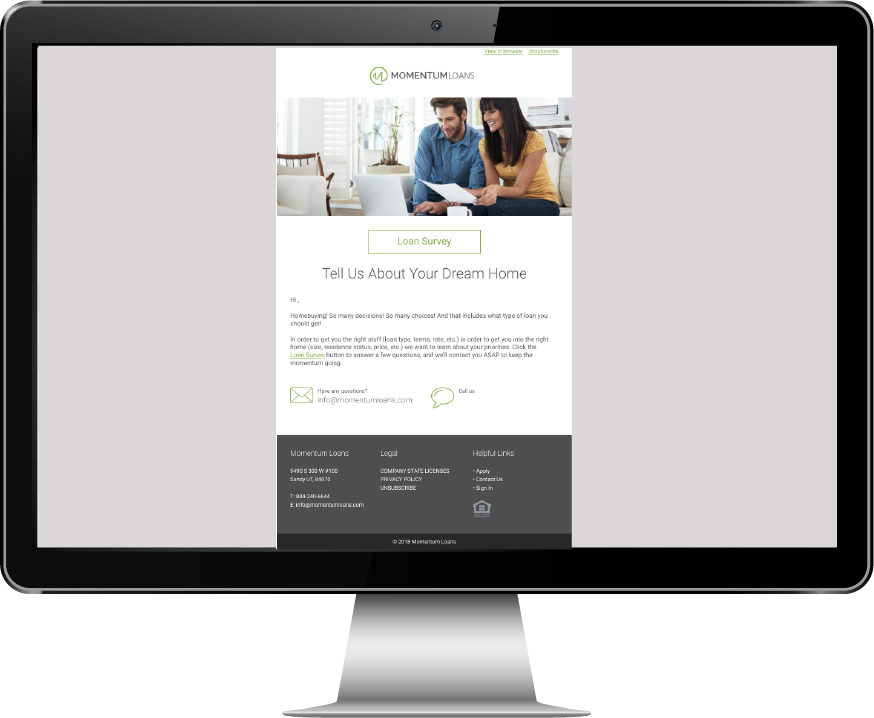 View in browser Unsubscribe
MOMENTUMLOANS
Loan Survey
Tell Us About Your Dream Home
Hi ,
Homebuying! So many decisions! So many choices! And that includes what type of loan you
should get!
In order to get you the right stuff (loan type, terms, rate, etc.) in order to get you into the right
home (size, residence status, price, etc.) we want to learn about your priorities. Click the
Loan Survey button to answer a few questions, and we'll contact you ASAP to keep the
momentum going.
Have any questions?
info@momentumloans.com
Call us
Momentum Loans
9490 S 300 W #100
Sandy UT, 84070
T: 844-240-6644
E: info@momentumloans.com
Legal
COMPANY STATE LICENSES
PRIVACY POLICY
UNSUBSCRIBE
Helpful Links
• Apply
• Contact Us
• Sign In
© 2018 Momentum Loans